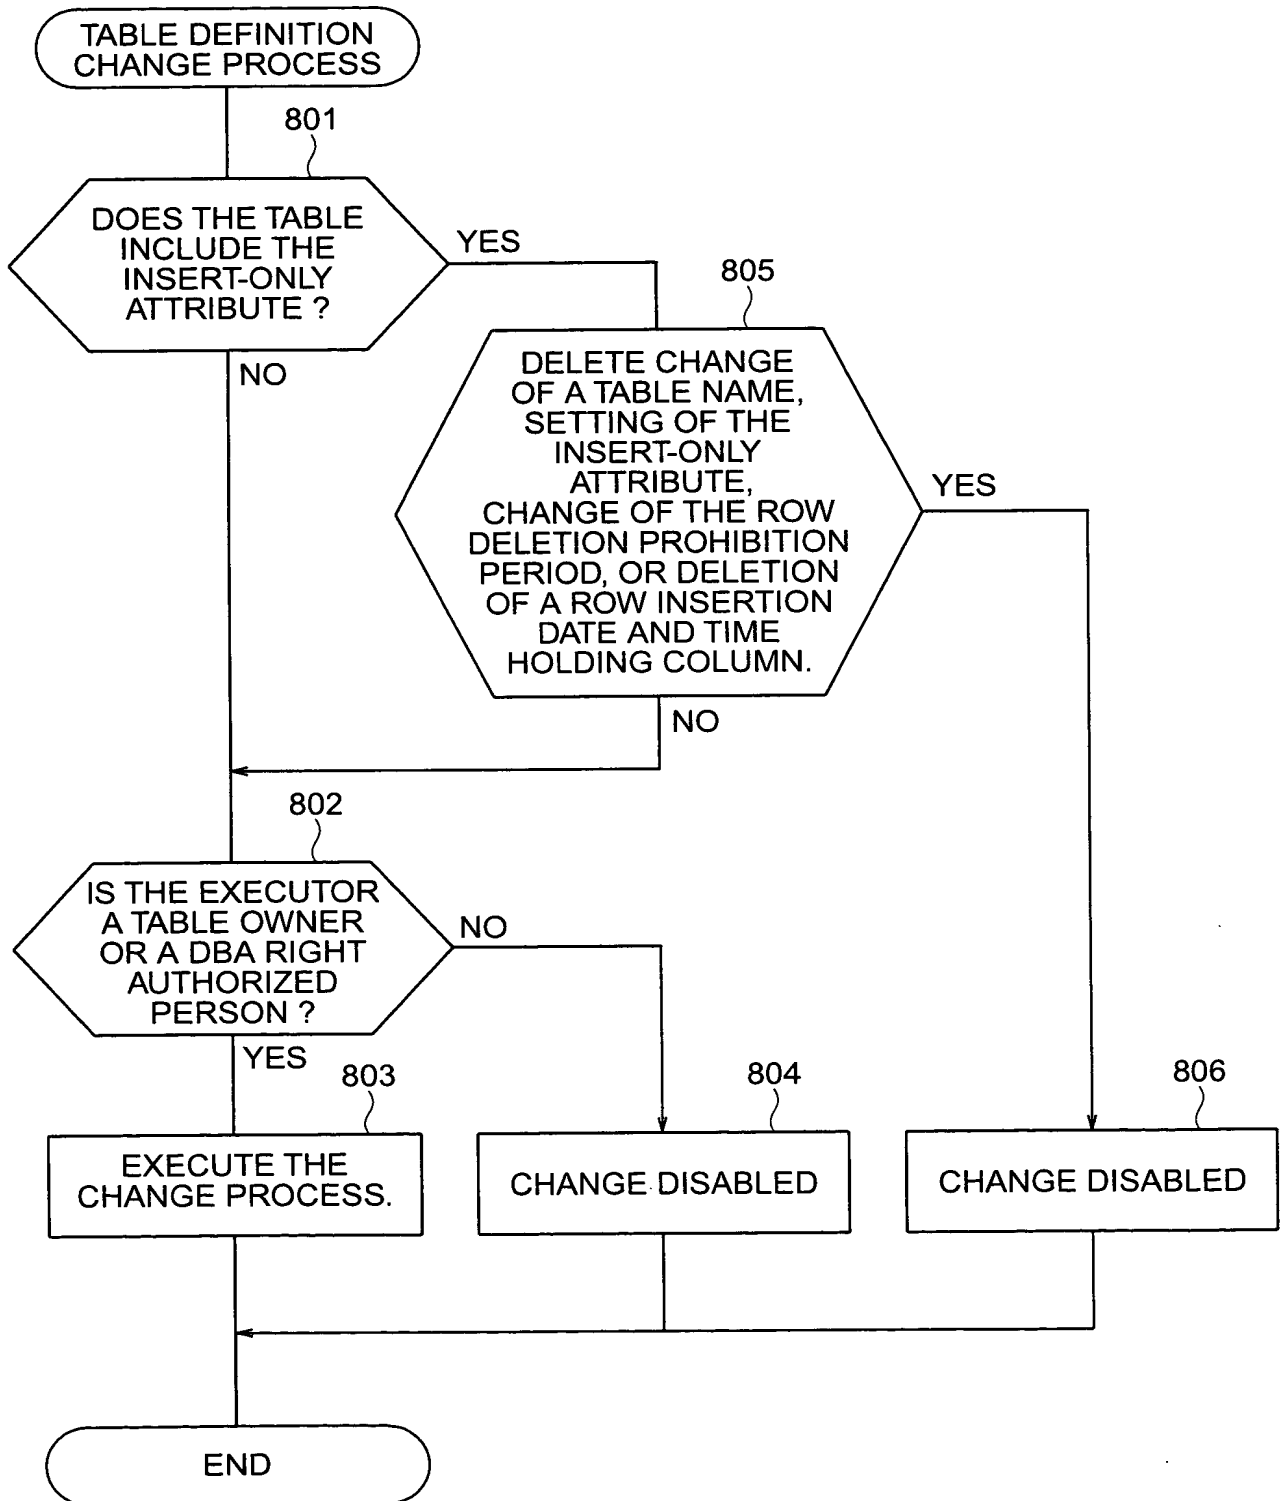 TABLE DEFINITION
CHANGE PROCESS
801
DOES THE TABLE
INCLUDE THE
INSERT-ONLY
ATTRIBUTE ?
YES
NO
805
DELETE CHANGE
OF A TABLE NAME,
SETTING OF THE
INSERT-ONLY
ATTRIBUTE,
CHANGE OF THE ROW
DELETION PROHIBITION
PERIOD, OR DELETION
OF A ROW INSERTION
DATE AND TIME
HOLDING COLUMN.
YES
NO
802
IS THE EXECUTOR
A TABLE OWNER
OR A DBA RIGHT
AUTHORIZED
PERSON ?
NO
YES
803
EXECUTE THE
CHANGE PROCESS.
804
CHANGE DISABLED
806
CHANGE DISABLED
END